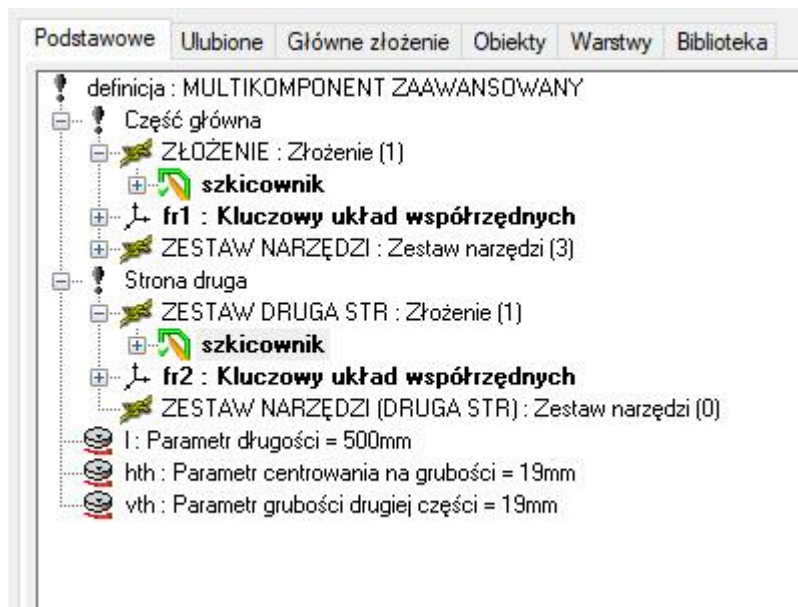 Podstawowe Ulubione Główne złożenie Obiekty Warstwy Biblioteka
definicja : MULTIKOMPONENT ZAAWANSOWANY
Część główna
ZŁOŻENIE : Złożenie (1)
szkicownik
fr1 : Kluczowy układ współrzędnych
ZESTAW NARZĘDZI : Zestaw narzędzi (3)
Strona druga
ZESTAW DRUGA STR : Złożenie (1)
szkicownik
fr2 : Kluczowy układ współrzędnych
ZESTAW NARZĘDZI (DRUGA STR) : Zestaw narzędzi (0)
l : Parametr długości = 500mm
hth : Parametr centrowania na grubości = 19mm
vth : Parametr grubości drugiej części = 19mm